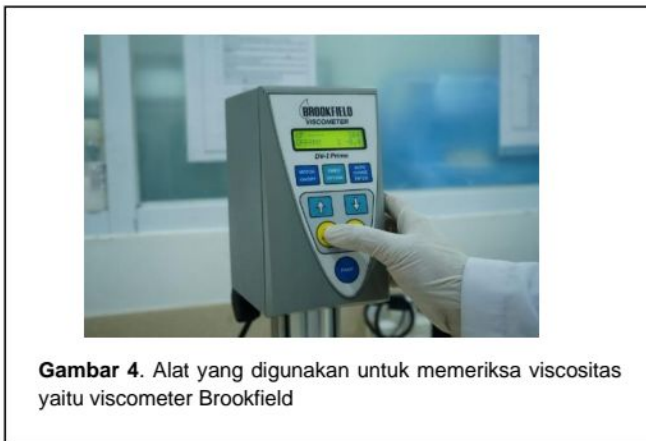 BROOKFIELD
VISCOMETER
DV-I Prime
Gambar 4. Alat yang digunakan untuk memeriksa viscositas
yaitu viscometer Brookfield